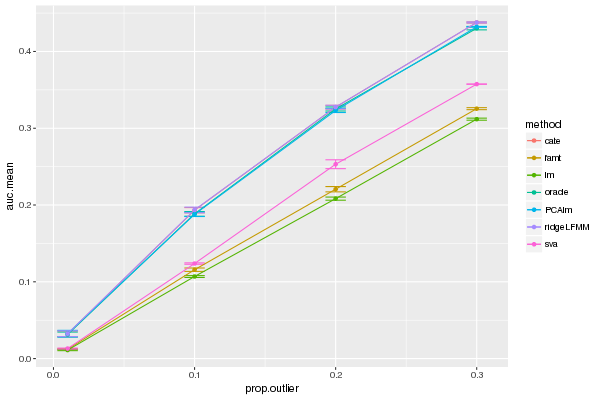 0.4
0.3
0.2
0.1
0.0
auc.mean
0.0 0.1 0.2 0.3
prop.outlier
method
cate
famt
lm
oracle
PCAlm
ridgeLFMM
sva